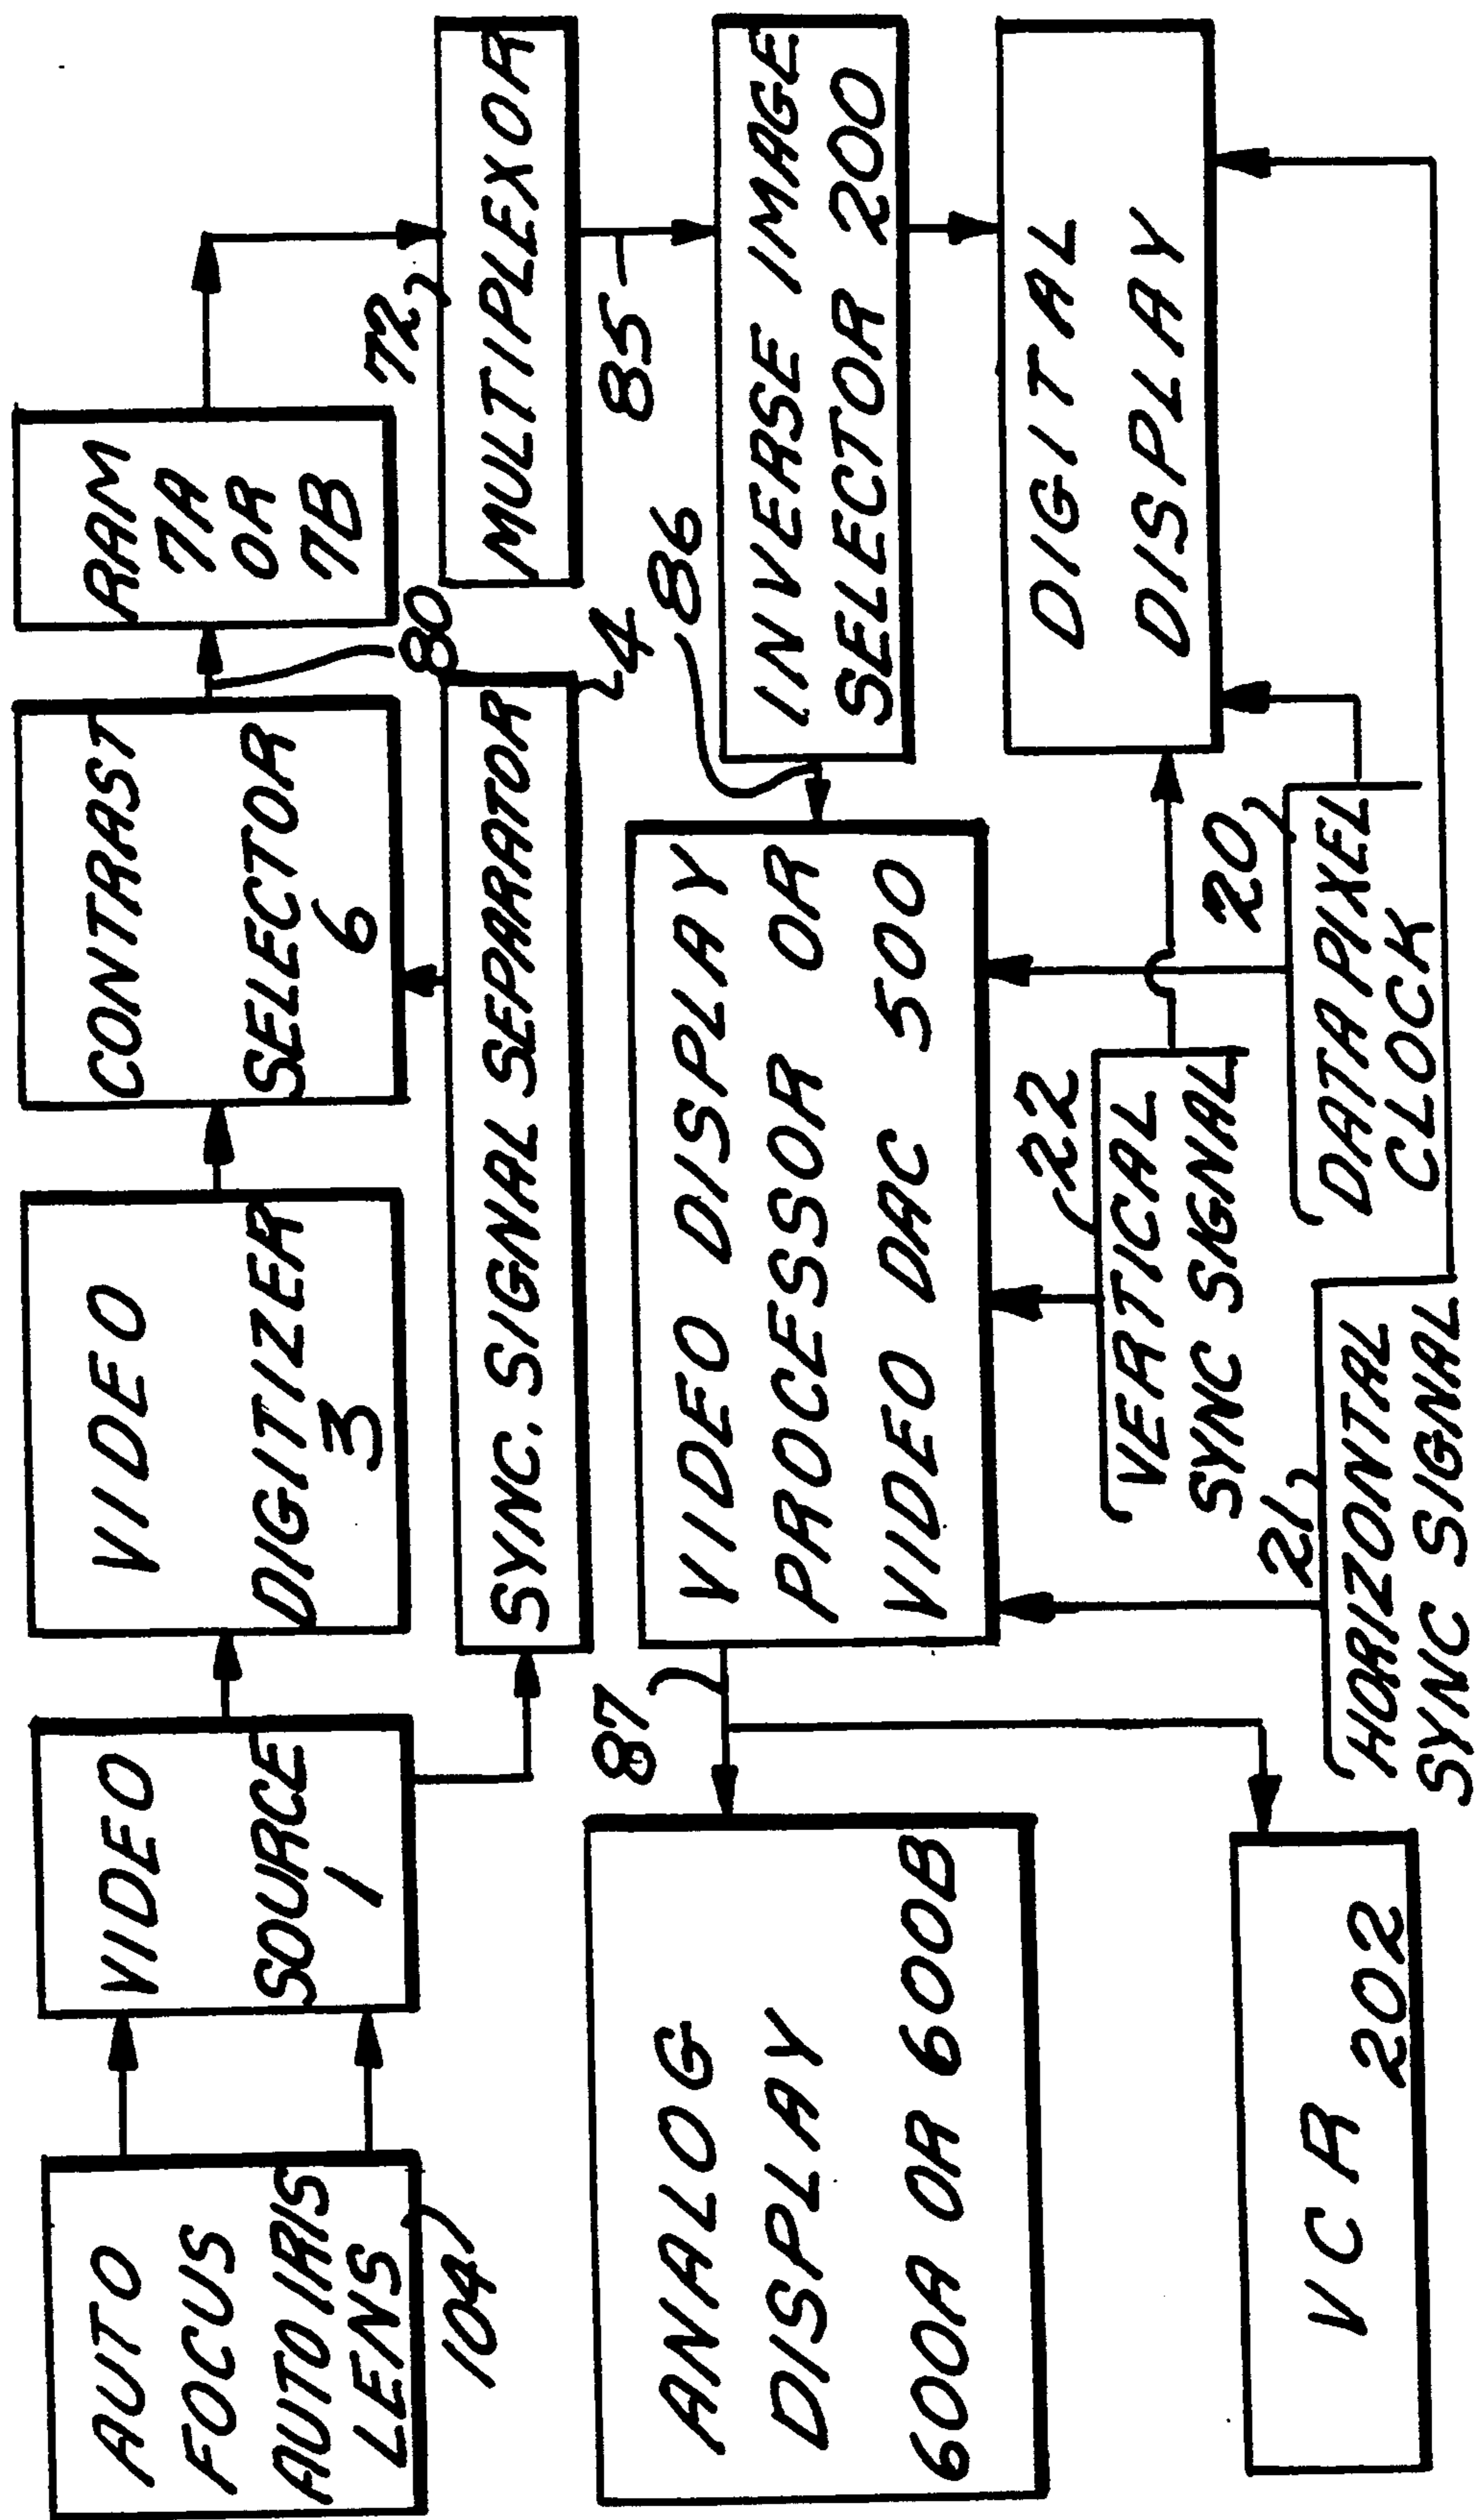 AUTO
FOCUS
AUTO IRIS
LENS
104
VIDEO
SOURCE
1
VIDEO
DIGITIZER
3
CONTRAST
SELECTOR
6
80
RAM
7A
OR
7B
72
MULTIPLEXOR
SYNC. SIGNAL SEPARATOR
4
85
86
INVERSE IMAGE
SELECTOR 200
VIDEO DISPLAY
PROCESSOR OR
VIDEO DAC 500
87
ANALOG
DISPLAY
600A OR 600B
DIGITAL
DISPLAY
22
VERTICAL
SYNC SIGNAL
20
DATA PIXEL
CLOCK
21
HORIZONTAL
SYNC SIGNAL
VCR 202